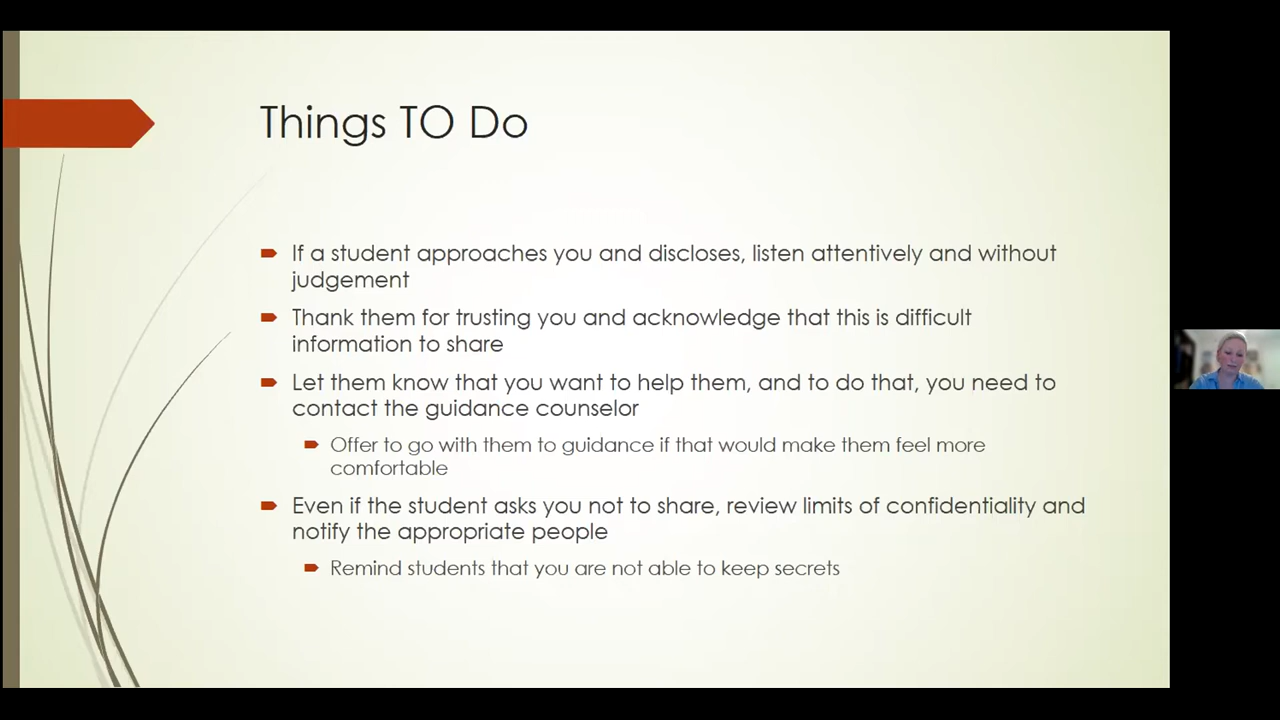 Things TO Do
If a student approaches you and discloses, listen attentively and without
judgement
Thank them for trusting you and acknowledge that this is difficult
information to share
Let them know that you want to help them, and to do that, you need to
contact the guidance counselor
Offer to go with them to guidance if that would make them feel more
comfortable
Even if the student asks you not to share, review limits of confidentiality and
notify the appropriate people
Remind students that you are not able to keep secrets